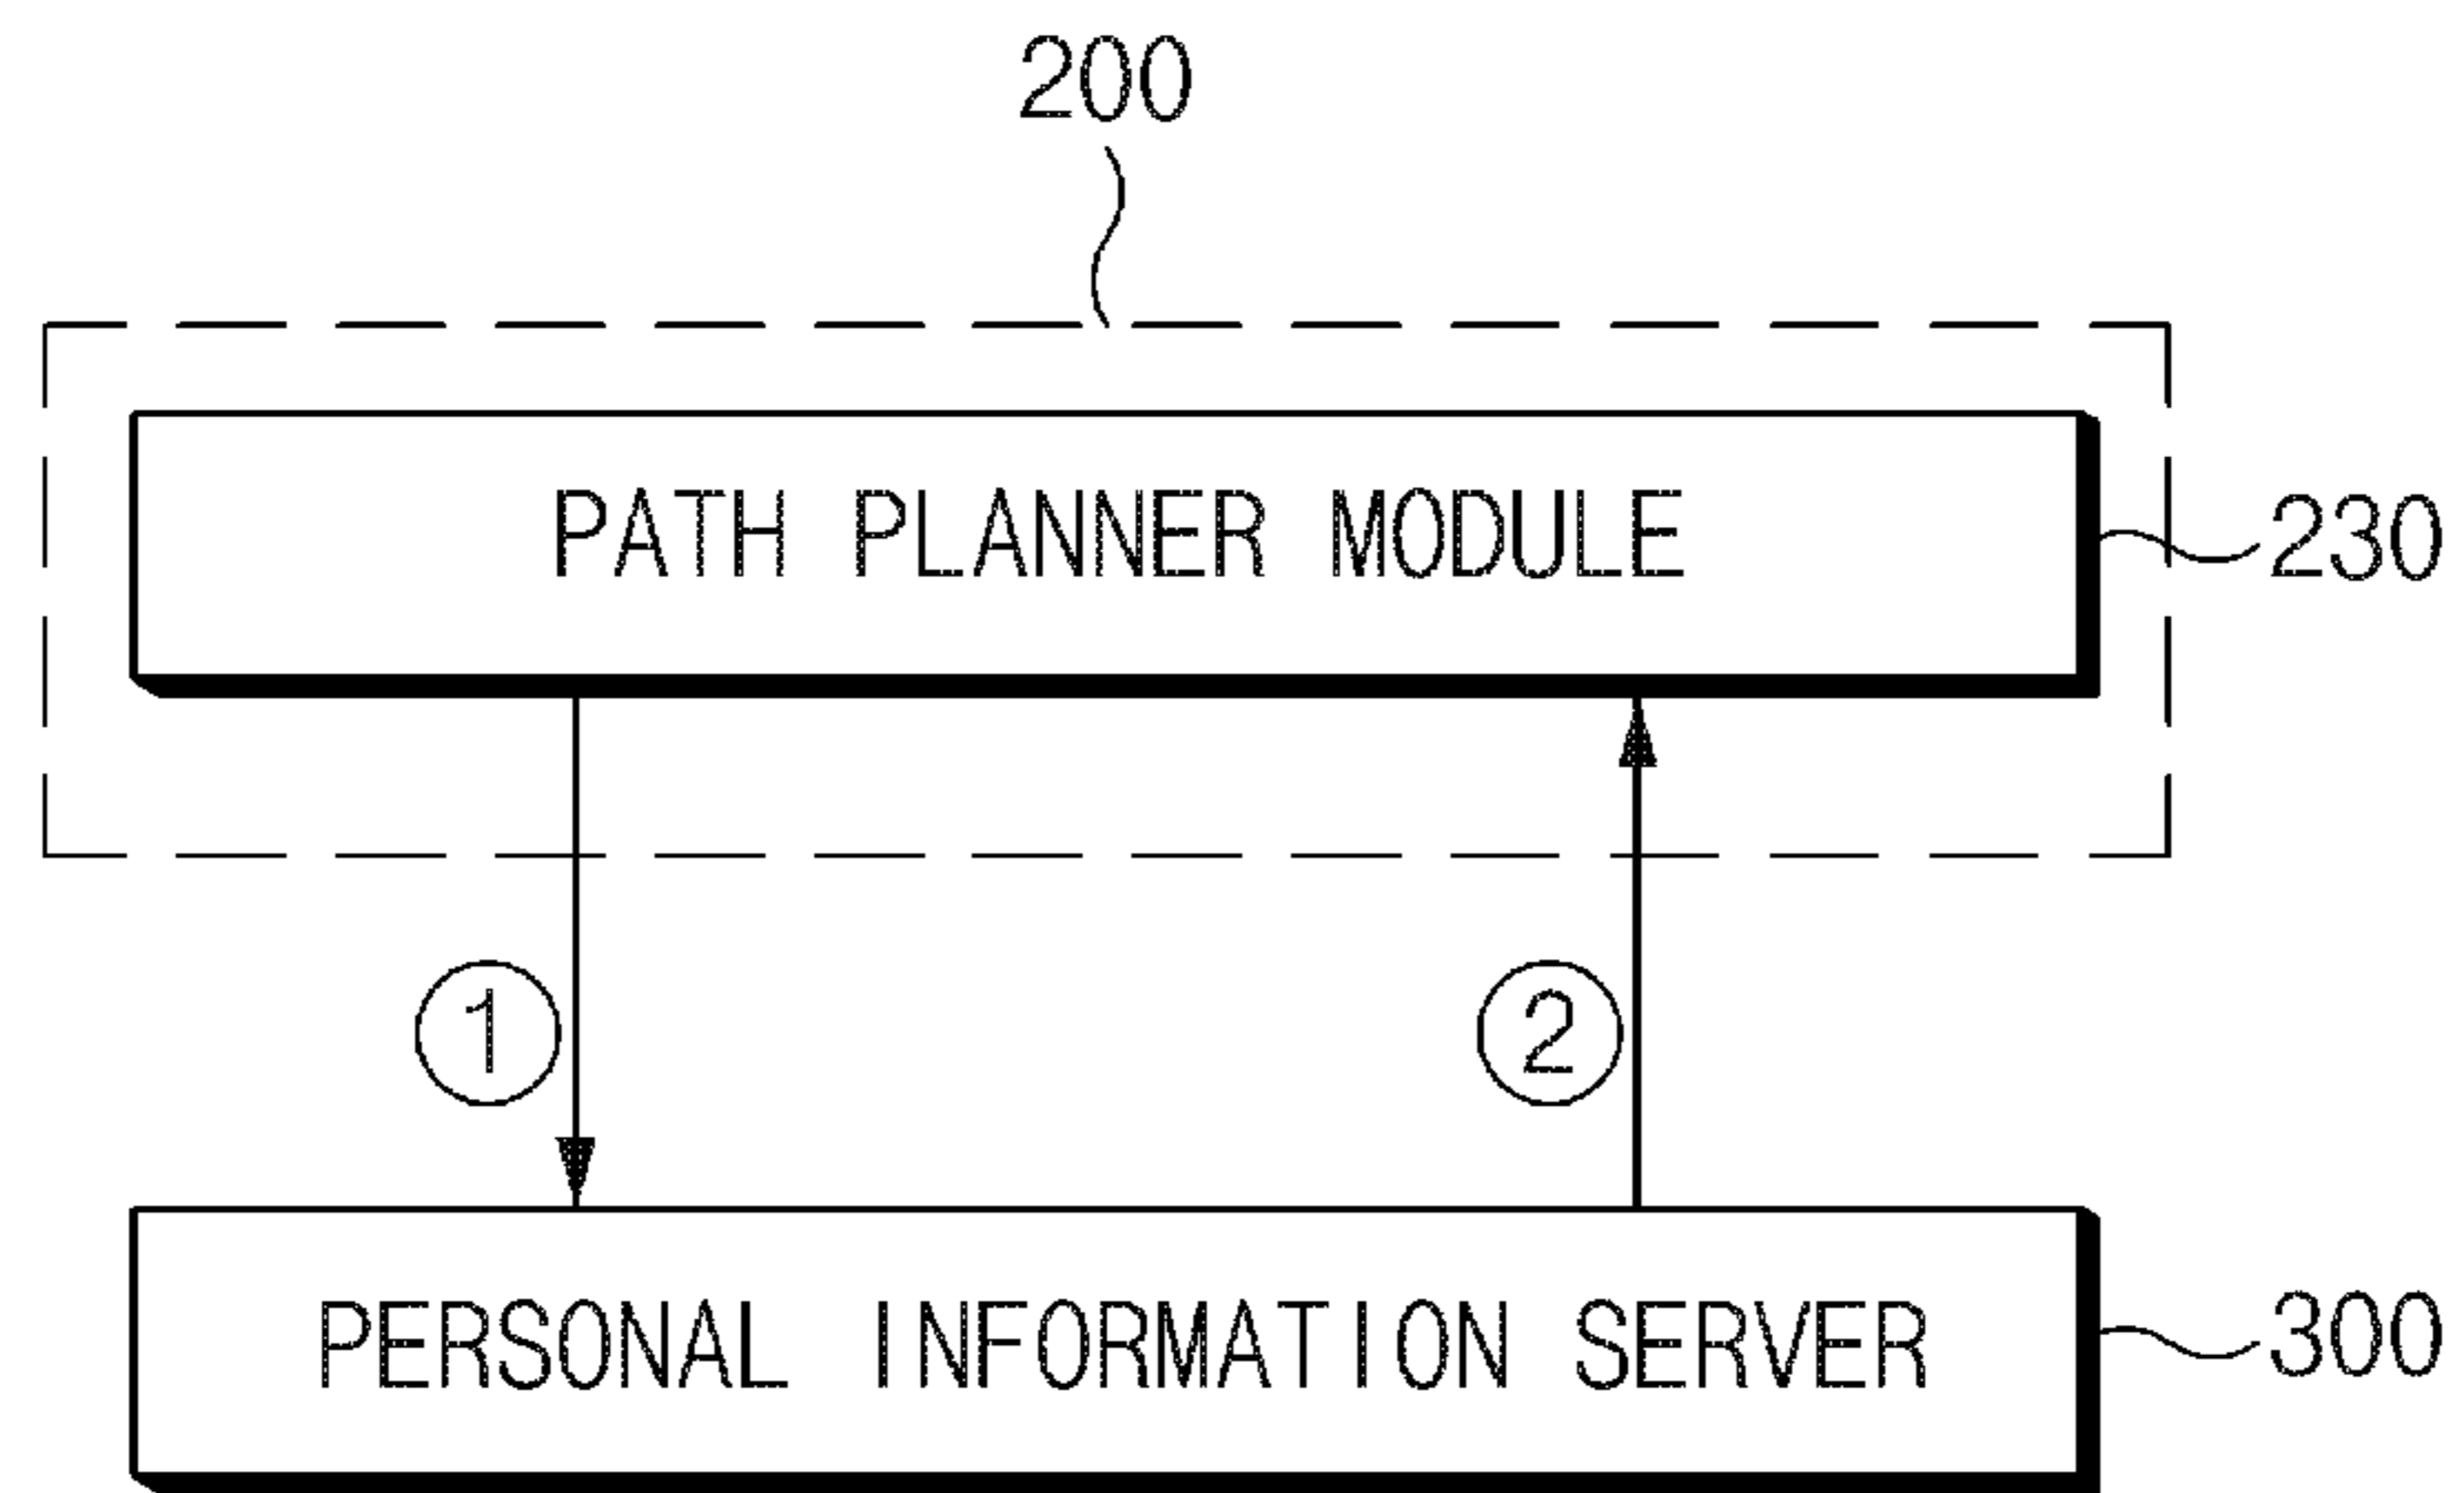 200
PATH PLANNER MODULE
230
1
2
PERSONAL INFORMATION SERVER
300